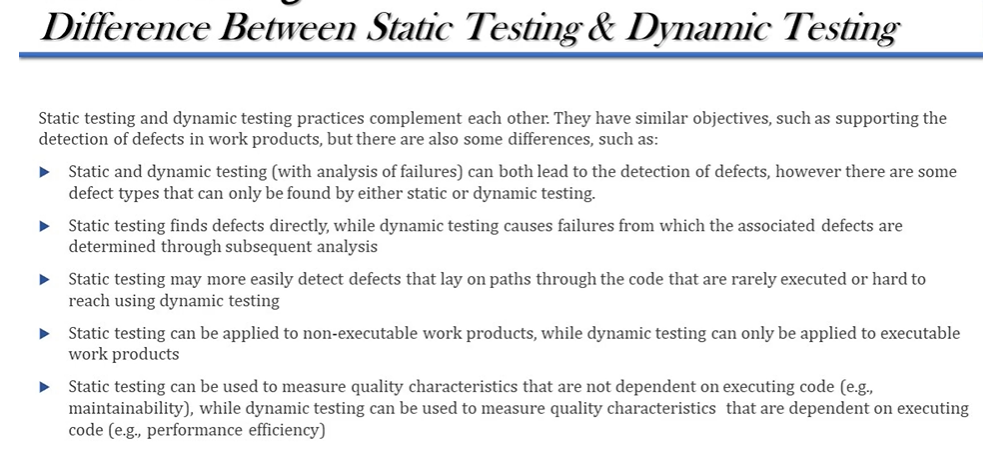 Difference Between Static Testing & Dynamic Testing
Static testing and dynamic testing practices complement each other. They have similar objectives, such as supporting the
detection of defects in work products, but there are also some differences, such as:
Static and dynamic testing (with analysis of failures) can both lead to the detection of defects, however there are some
defect types that can only be found by either static or dynamic testing.
Static testing finds defects directly, while dynamic testing causes failures from which the associated defects are
determined through subsequent analysis
Static testing may more easily detect defects that lay on paths through the code that are rarely executed or hard to
reach using dynamic testing
Static testing can be applied to non-executable work products, while dynamic testing can only be applied to executable
work products
Static testing can be used to measure quality characteristics that are not dependent on executing code (e.g.,
maintainability), while dynamic testing can be used to measure quality characteristics that are dependent on executing
code (e.g., performance efficiency)